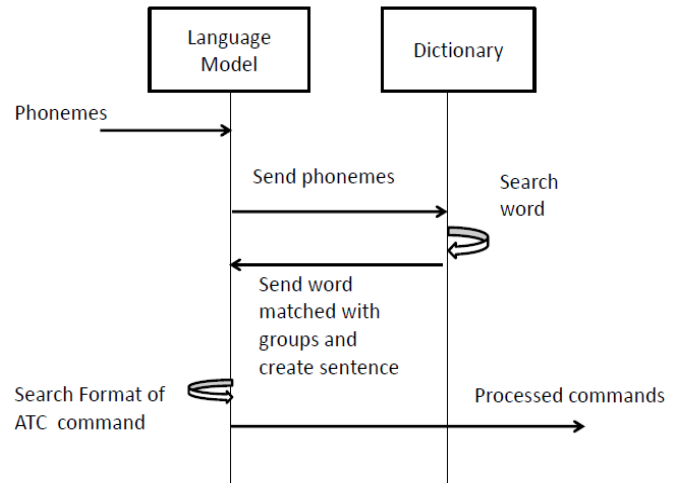 Language
Model
Dictionary
Phonemes
Send phonemes
Search
word
Send word
matched with
groups and
create sentence
Search Format of
ATC command
Processed commands